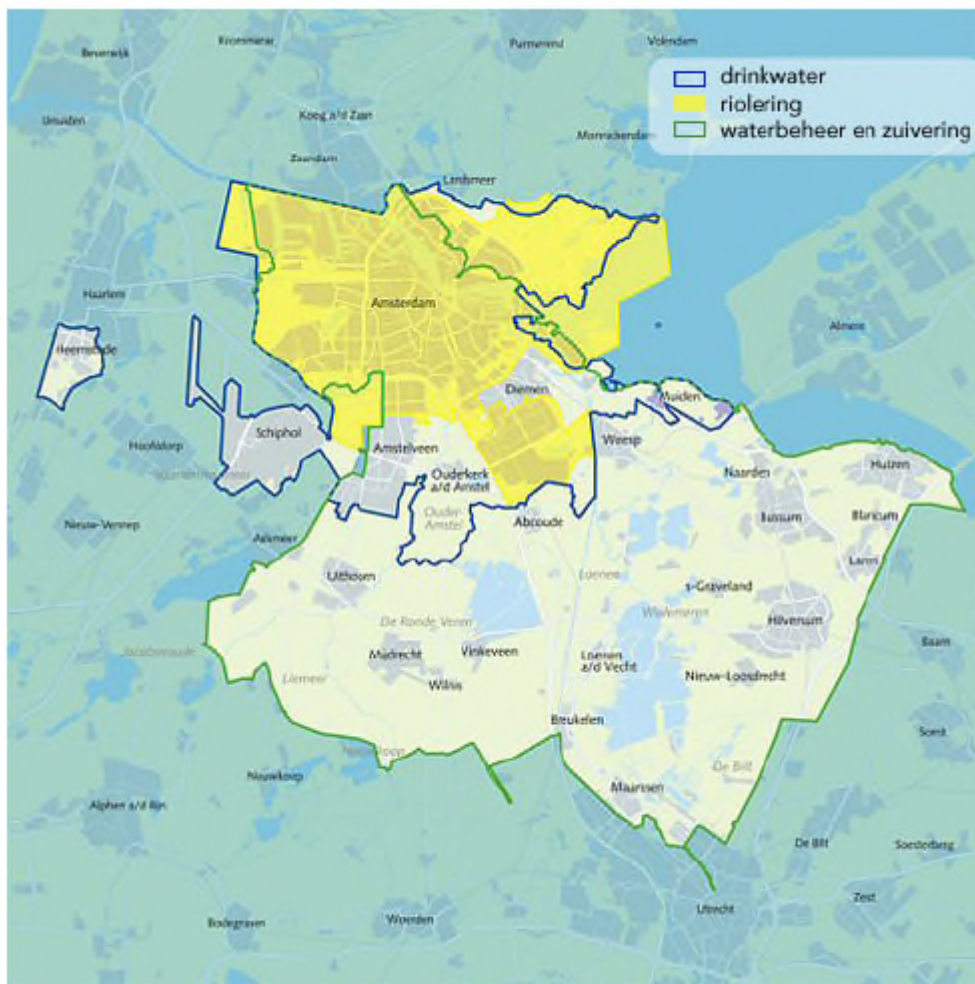 Beverwijk
Krommenie
Purmerend
Volendam
drinkwater
riolering
waterbeheer en zuivering
IJmuiden
Koog a/d Zaan
Monnickendam
Zaandam
Landsmeer
Haarlem
Amsterdam
Almere
Heemstede
Diemen
Muiden
Schiphol
Hoofddorp
Amstelveen
Weesp
Naarden
Huizen
Ouderkerk
a/d Amstel
Ouder-
Amstel
Nieuw-Vennep
Abcoude
Bussum
Blaricum
Aalsmeer
Laren
Uithoorn
Loenen
's-Graveland
Wijdemeren
Hilversum
De Ronde Venen
Baarn
Mijdrecht
Vinkeveen
Loenen
a/d Vecht
Liemeer
Wilnis
Nieuw-Loosdrecht
Breukelen
Soest
Nieuwkoop
De Bilt
Nieuwkoop
Maarssen
Alphen a/d Rijn
De Bilt
Soesterberg
Utrecht
Zeist
Bodegraven
Woerden